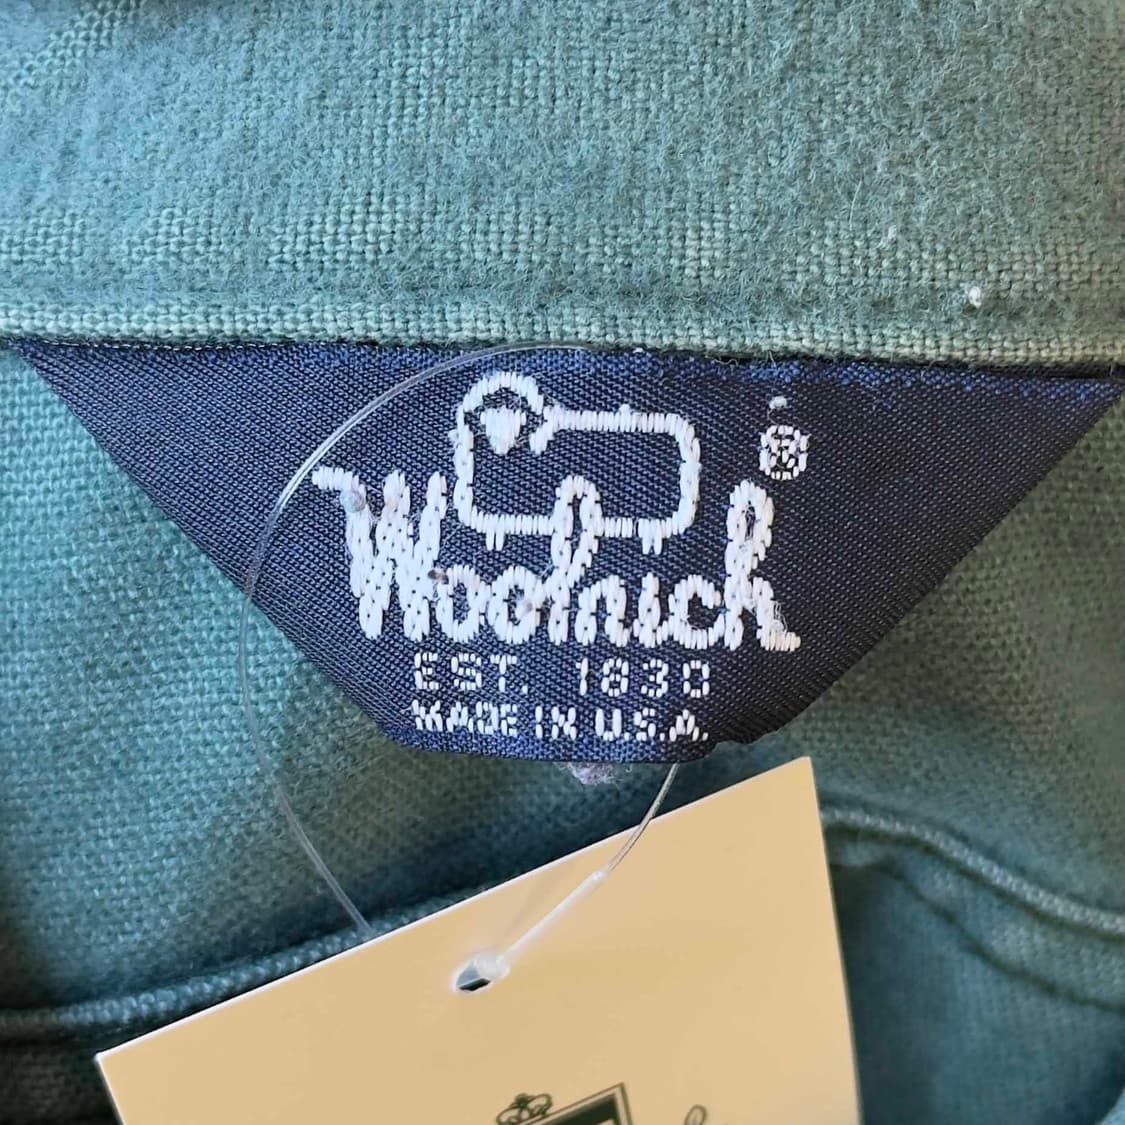 Woolrich ®
EST. 1830
MADE IN U.S.A.